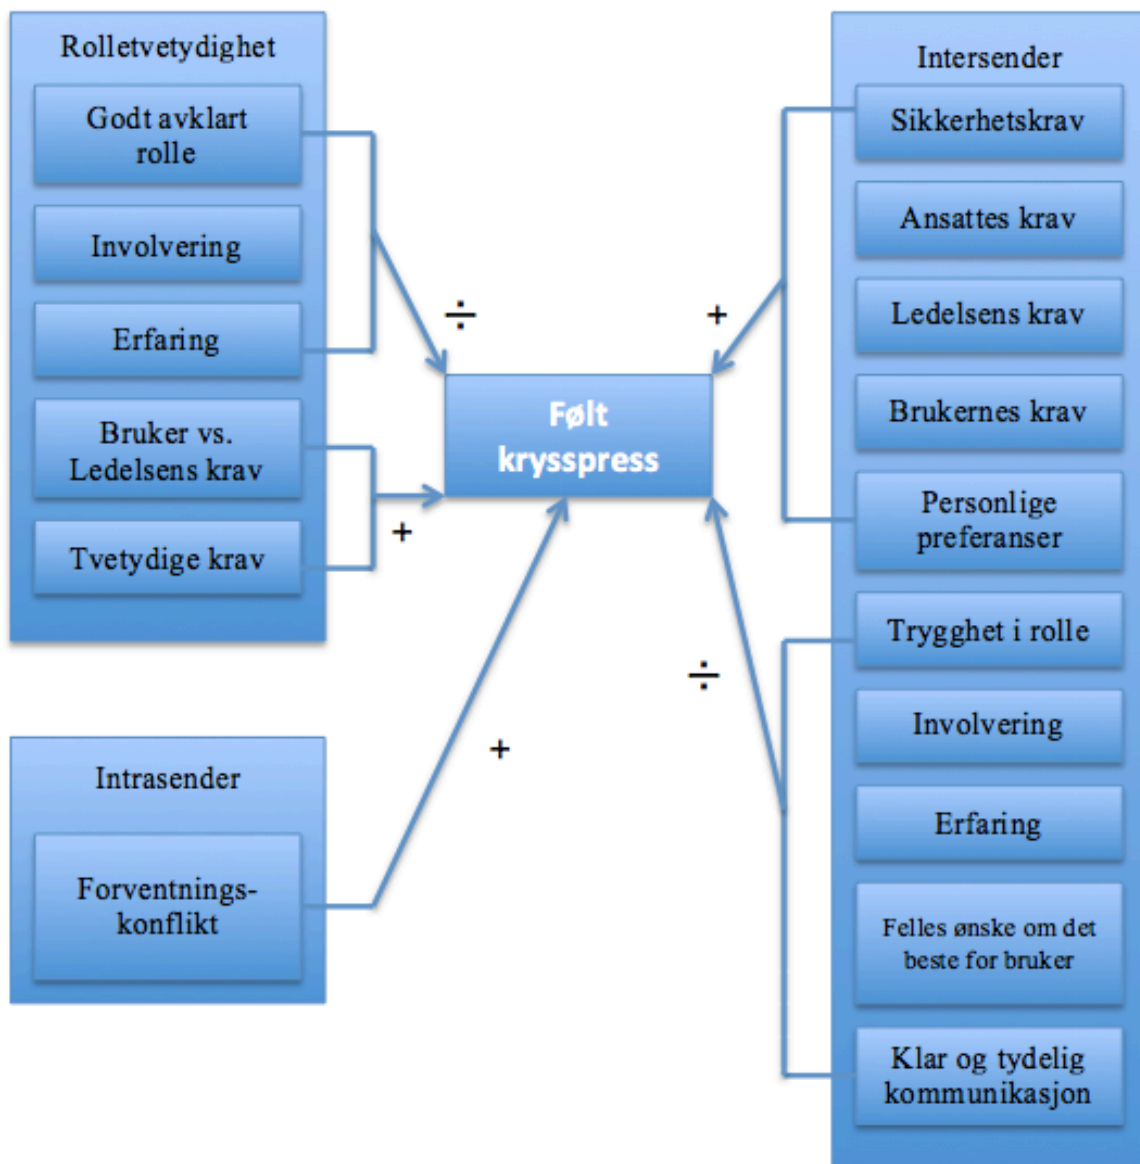 Rolletvetydighet
Godt avklart
rolle
Involvering
Erfaring
Bruker vs.
Ledelsens krav
Tvetydige krav
Intrasender
Forventnings-
konflikt
÷
+
Følt
krysspress
+
+
÷
Intersender
Sikkerhetskrav
Ansattes krav
Ledelsens krav
Brukernes krav
Personlige
preferanser
Trygghet i rolle
Involvering
Erfaring
Felles ønske om det
beste for bruker
Klar og tydelig
kommunikasjon